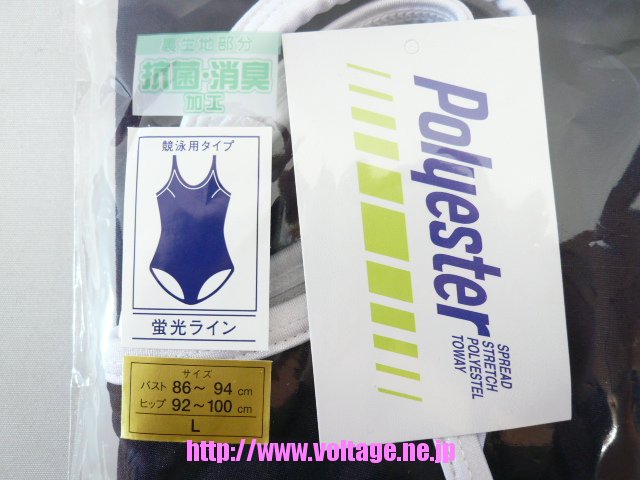 裏生地部分
抗菌・消臭
加工
競泳用タイプ
蛍光ライン
サイズ
バスト 86～94 cm
ヒップ 92～100 cm
L
Polyester
SPREAD
STRETCH
POLYESTEL
TOWAY
http://www.voltage.ne.jp